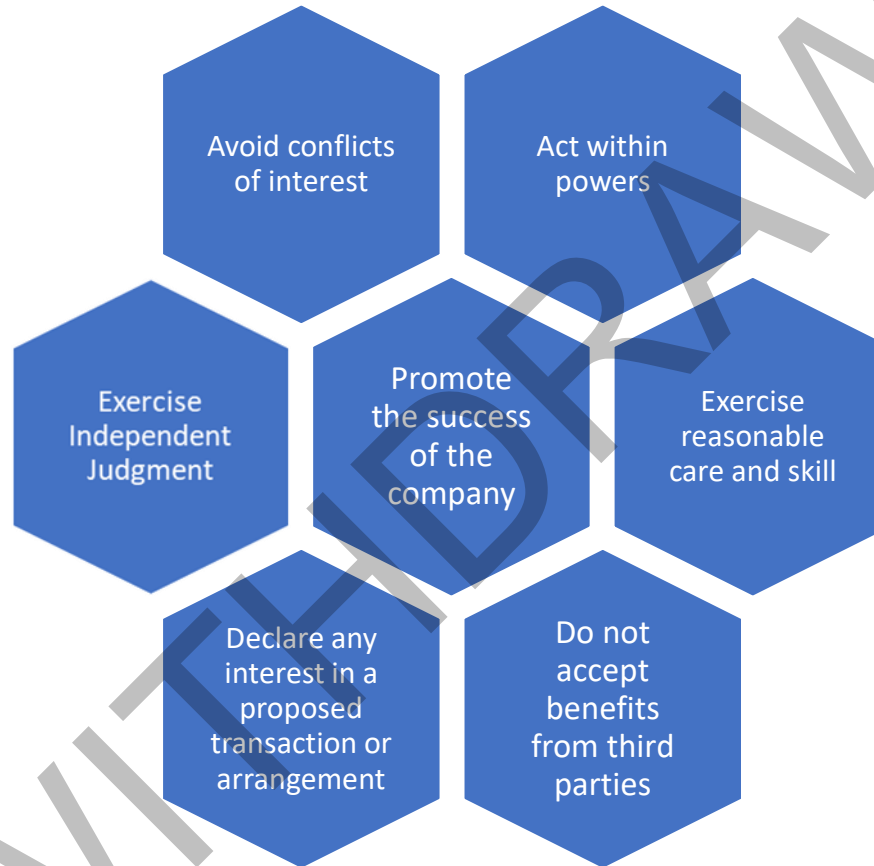 Avoid conflicts
of interest
Act within
powers
Exercise
Independent
Judgment
Promote
the success
of the
company
Exercise
reasonable
care and skill
Declare any
interest in a
proposed
transaction or
arrangement
Do not
accept
benefits
from third
parties